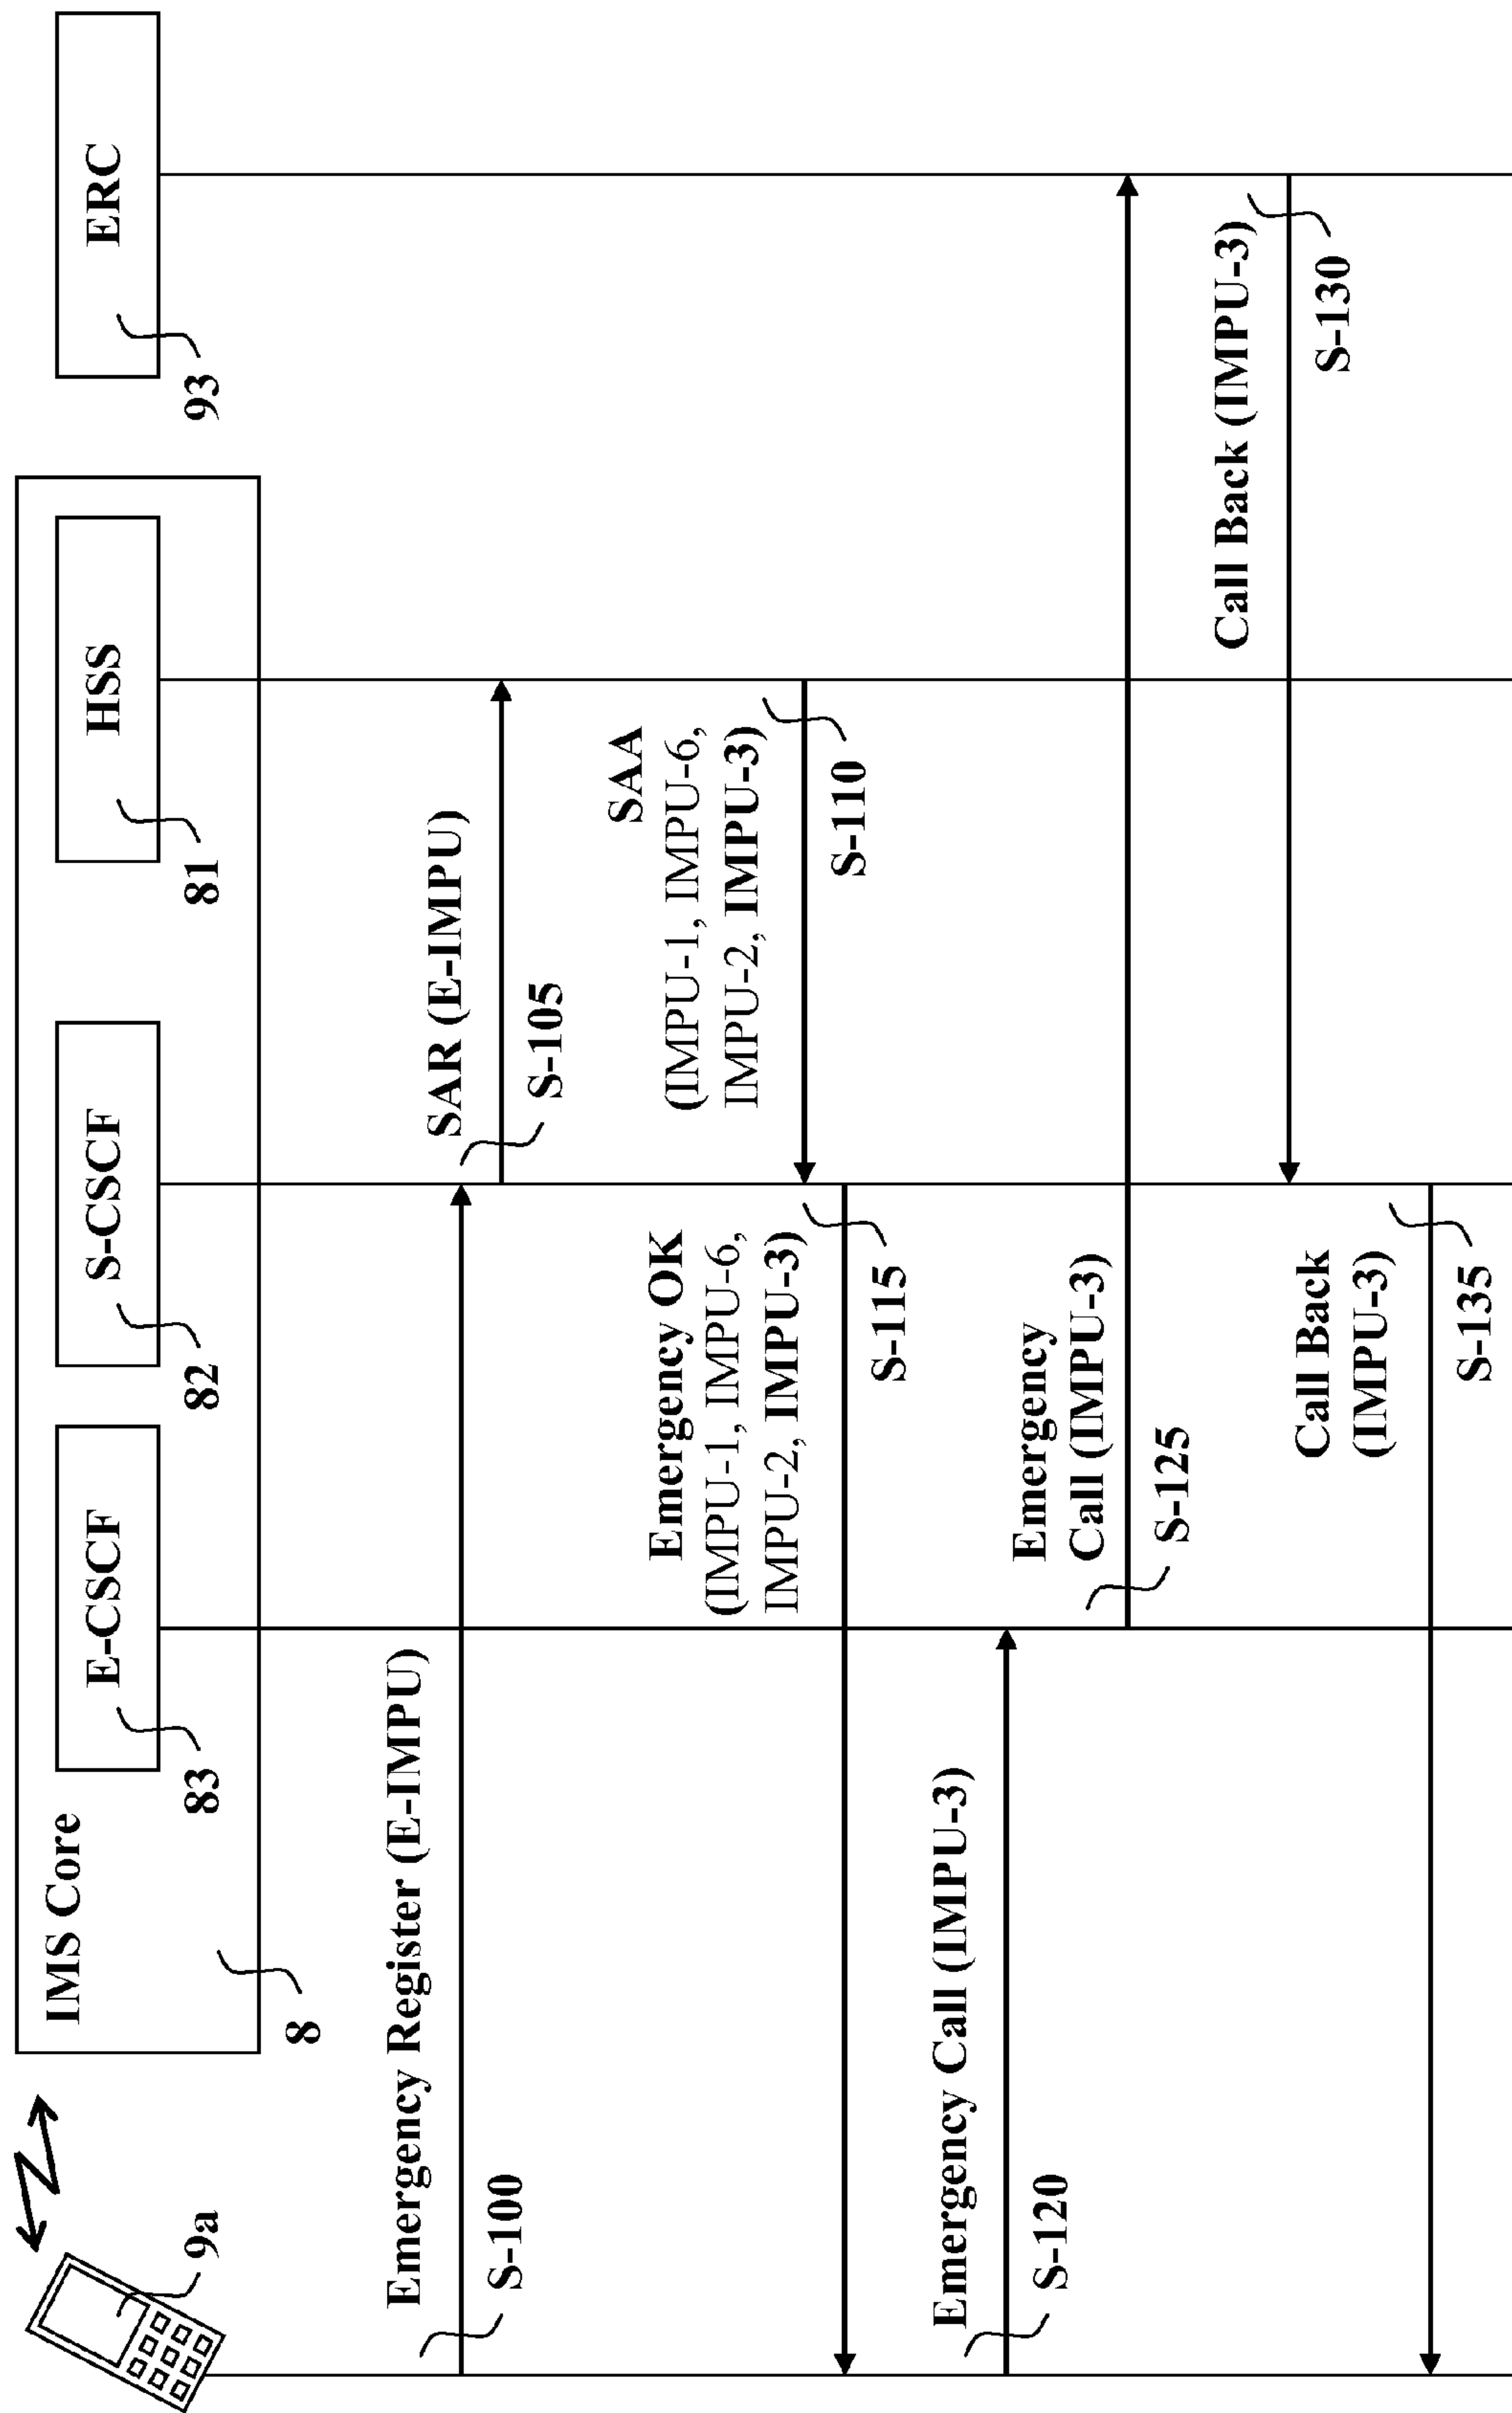 IMS Core
E-CSCF
S-CSCF
HSS
ERC
9a
8
83
82
81
93
Emergency Register (E-IMPU)
S-100
SAR (E-IMPU)
S-105
SAA
(IMPU-1, IMPU-6,
IMPU-2, IMPU-3)
S-110
Emergency OK
(IMPU-1, IMPU-6,
IMPU-2, IMPU-3)
S-115
Emergency Call (IMPU-3)
S-120
Emergency
Call (IMPU-3)
S-125
Call Back (IMPU-3)
S-130
Call Back
(IMPU-3)
S-135